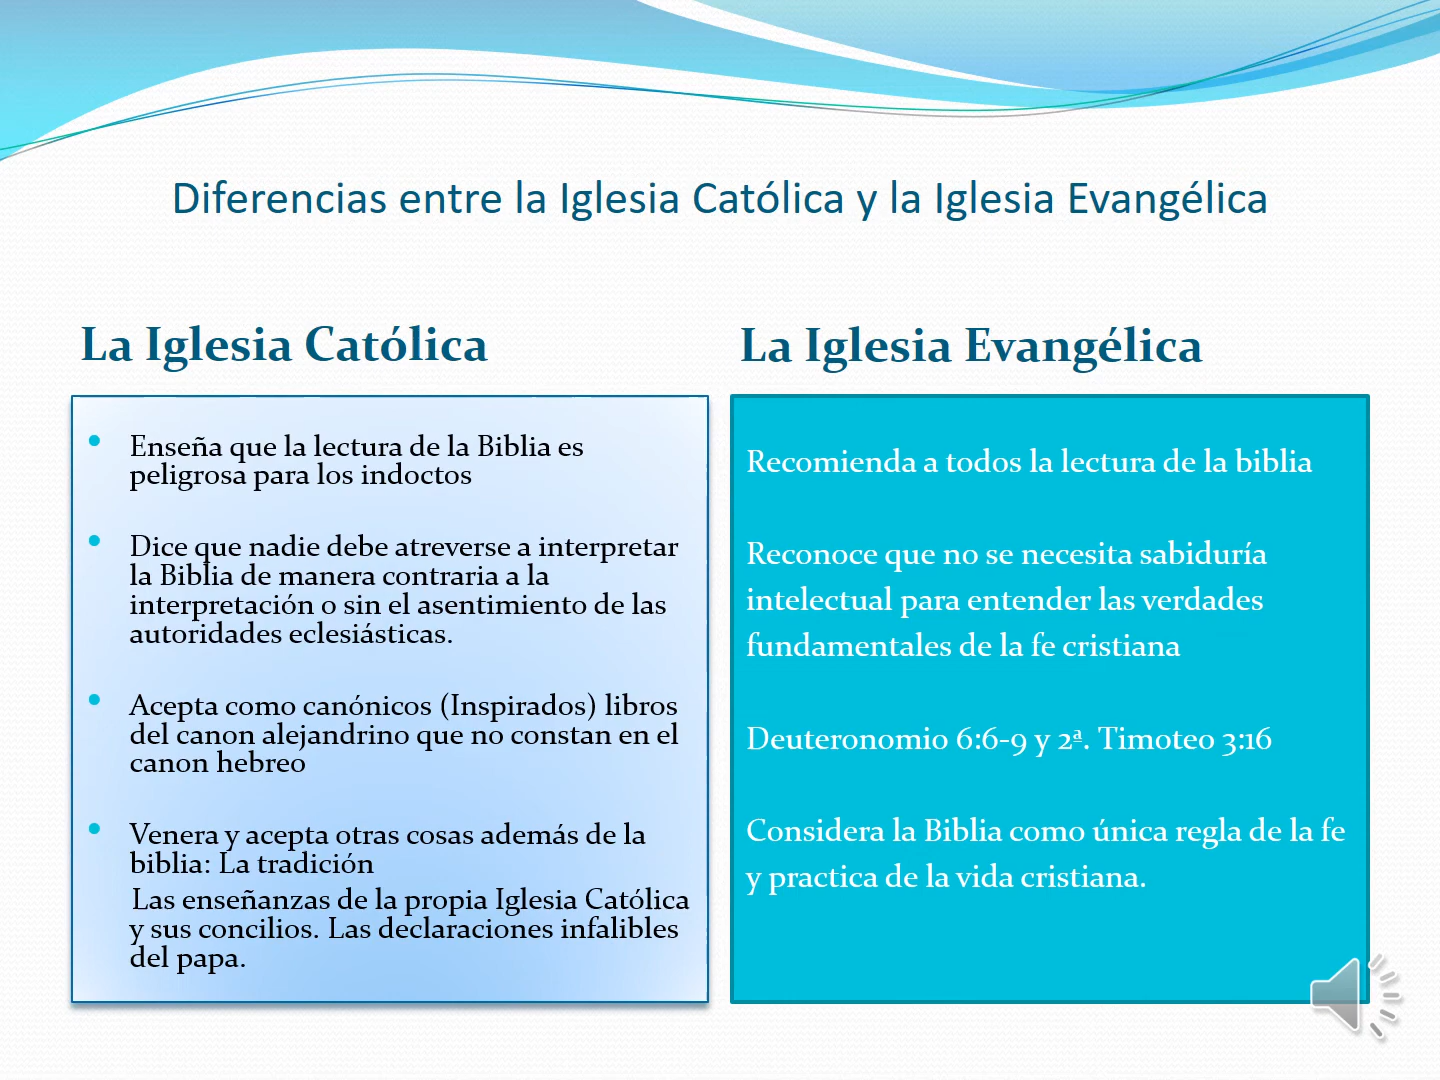 Diferencias entre la Iglesia Católica y la Iglesia Evangélica
La Iglesia Católica
• Enseña que la lectura de la Biblia es
peligrosa para los indoctos
• Dice que nadie debe atreverse a interpretar
la Biblia de manera contraria a la
interpretación o sin el asentimiento de las
autoridades eclesiásticas.
• Acepta como canónicos (Inspirados) libros
del canon alejandrino que no constan en el
canon hebreo
• Venera y acepta otras cosas además de la
biblia: La tradición
Las enseñanzas de la propia Iglesia Católica
y sus concilios. Las declaraciones infalibles
del papa.
La Iglesia Evangélica
Recomienda a todos la lectura de la biblia
Reconoce que no se necesita sabiduría
intelectual para entender las verdades
fundamentales de la fe cristiana
Deuteronomio 6:6-9 y 2ª. Timoteo 3:16
Considera la Biblia como única regla de la fe
y practica de la vida cristiana.